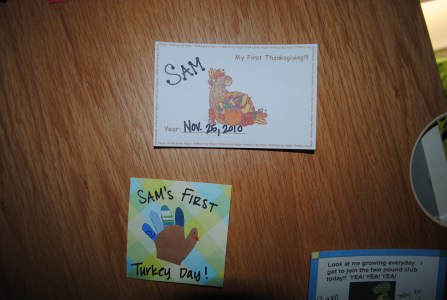 My First Thanksgiving!!
SAM
Year: Nov. 25, 2010
SAM'S FIRST
Turkey Day!
Look at me growing everyday. I
got to join the two pound club
today!! YEA! YEA! YEA!